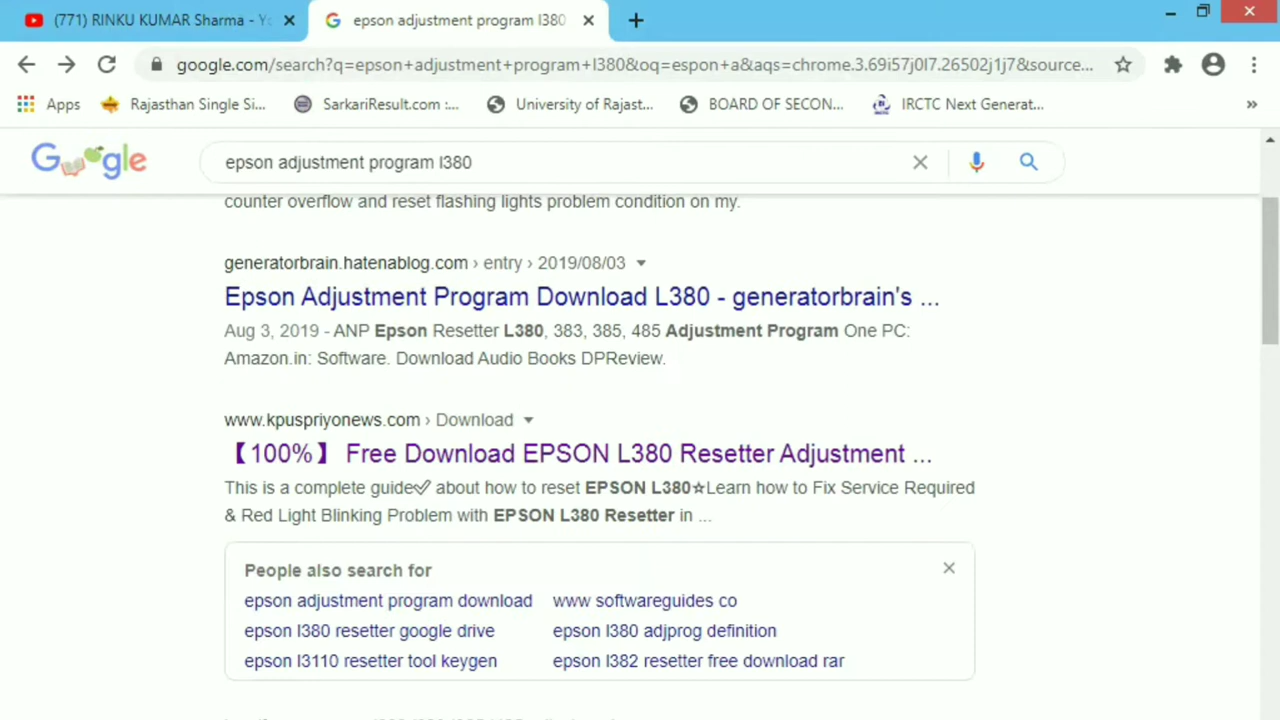 (771) RINKU KUMAR Sharma - Yo
epson adjustment program l380
google.com/search?q=epson+adjustment+program+l380&oq=espon+a&aqs=chrome.3.69i57j0l7.26502j1j7&source...
Apps
Rajasthan Single Si...
SarkariResult.com :...
University of Rajast...
BOARD OF SECON...
IRCTC Next Generat...
Google
epson adjustment program l380
counter overflow and reset flashing lights problem condition on my.
generatorbrain.hatenablog.com › entry › 2019/08/03
Epson Adjustment Program Download L380 - generatorbrain's ...
Aug 3, 2019 - ANP Epson Resetter L380, 383, 385, 485 Adjustment Program One PC:
Amazon.in: Software. Download Audio Books DPReview.
www.kpuspriyonews.com › Download
【100%】 Free Download EPSON L380 Resetter Adjustment ...
This is a complete guide✅ about how to reset EPSON L380☆Learn how to Fix Service Required
& Red Light Blinking Problem with EPSON L380 Resetter in ...
People also search for
epson adjustment program download
www softwareguides co
epson l380 resetter google drive
epson l380 adjprog definition
epson l3110 resetter tool keygen
epson l382 resetter free download rar